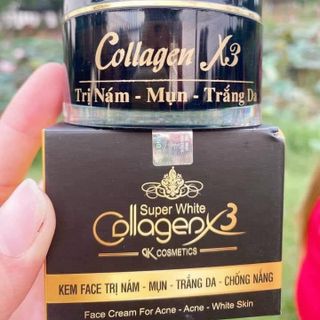 Collagen X3
Trị Nám - Mụn - Trắng Da
Super White
CollagenX3
QK COSMETICS
KEM FACE TRỊ NÁM - MỤN - TRẮNG DA - CHỐNG NẮNG
Face Cream For Acne - Acne - White Skin